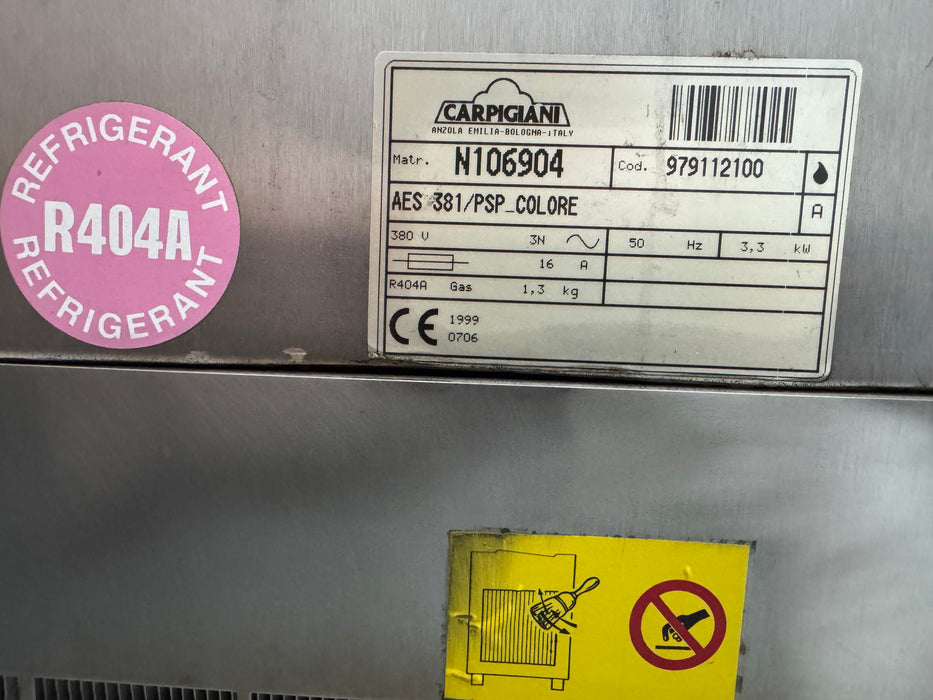 REFRIGERANT
R404A
REFRIGERANT
CARPIGIANI
ANZOLA EMILIA-BOLOGNA-iTALY
Matr. N106904 Cod. 979112100
AES 381/PSP_COLORE A
380 V 3N 50 Hz 3,3 kW
16 A
R404A Gas 1,3 kg
CE 1999
0706